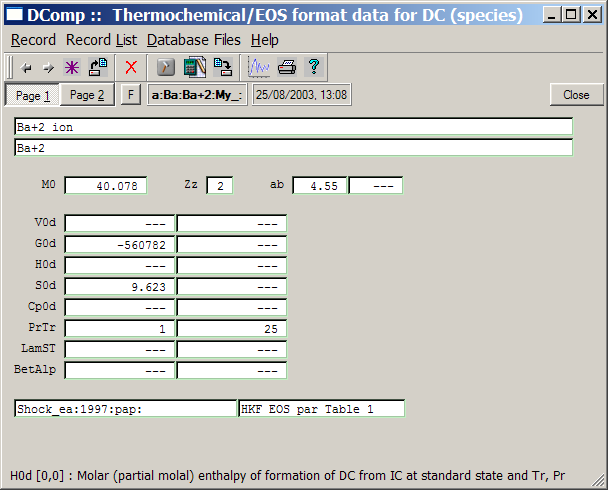 DComp :: Thermochemical/EOS format data for DC (species)
Record Record List Database Files Help
Page 1 Page 2 F a:Ba:Ba+2:My_: 25/08/2003, 13:08 Close
Ba+2 ion
Ba+2
M0 40.078 Zz 2 ab 4.55 ---
V0d --- ---
G0d -560782 ---
H0d --- ---
S0d 9.623 ---
Cp0d --- ---
PrTr 1 25
LamST --- ---
BetAlp --- ---
Shock_ea:1997:pap: HKF EOS par Table 1
H0d [0,0] : Molar (partial molal) enthalpy of formation of DC from IC at standard state and Tr, Pr